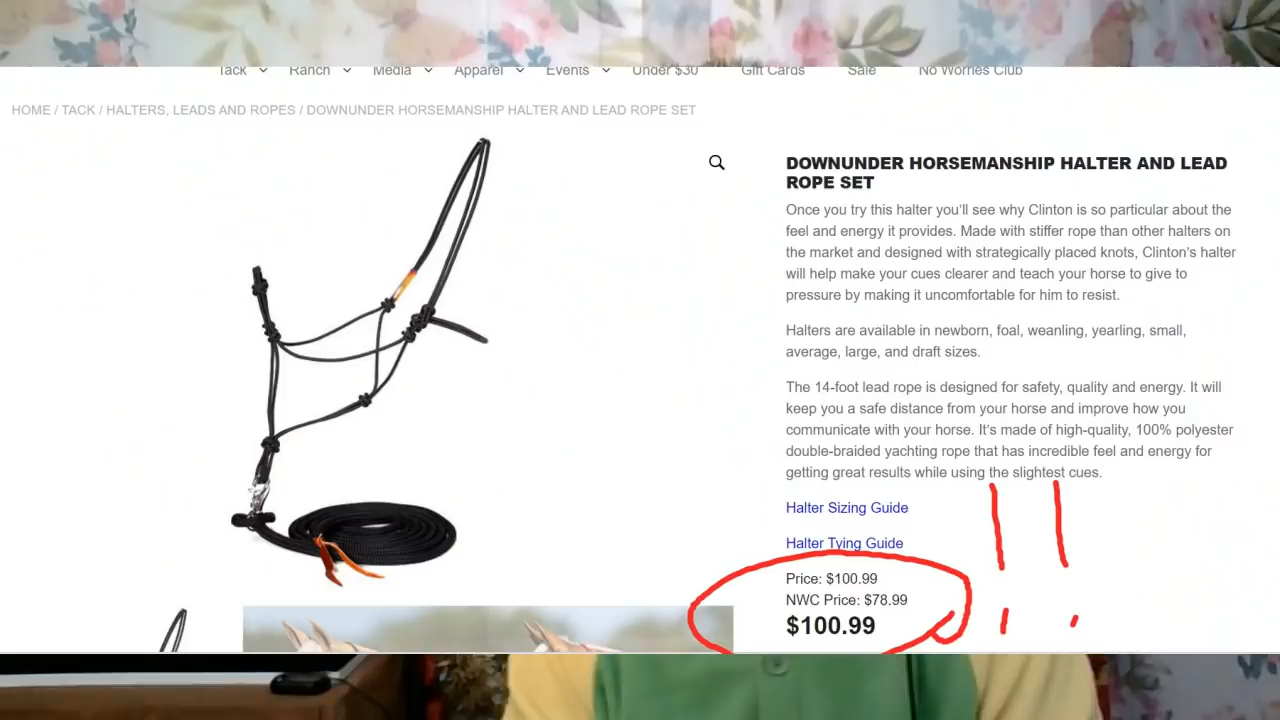 Tack Ranch Media Apparel Events Under $30 Gift Cards Sale No Worries Club
HOME / TACK / HALTERS, LEADS AND ROPES / DOWNUNDER HORSEMANSHIP HALTER AND LEAD ROPE SET
DOWNUNDER HORSEMANSHIP HALTER AND LEAD
ROPE SET
Once you try this halter you'll see why Clinton is so particular about the
feel and energy it provides. Made with stiffer rope than other halters on
the market and designed with strategically placed knots, Clinton's halter
will help make your cues clearer and teach your horse to give to
pressure by making it uncomfortable for him to resist.
Halters are available in newborn, foal, weanling, yearling, small,
average, large, and draft sizes.
The 14-foot lead rope is designed for safety, quality and energy. It will
keep you a safe distance from your horse and improve how you
communicate with your horse. It's made of high-quality, 100% polyester
double-braided yachting rope that has incredible feel and energy for
getting great results while using the slightest cues.
Halter Sizing Guide
Halter Tying Guide
Price: $100.99
NWC Price: $78.99
$100.99
!!